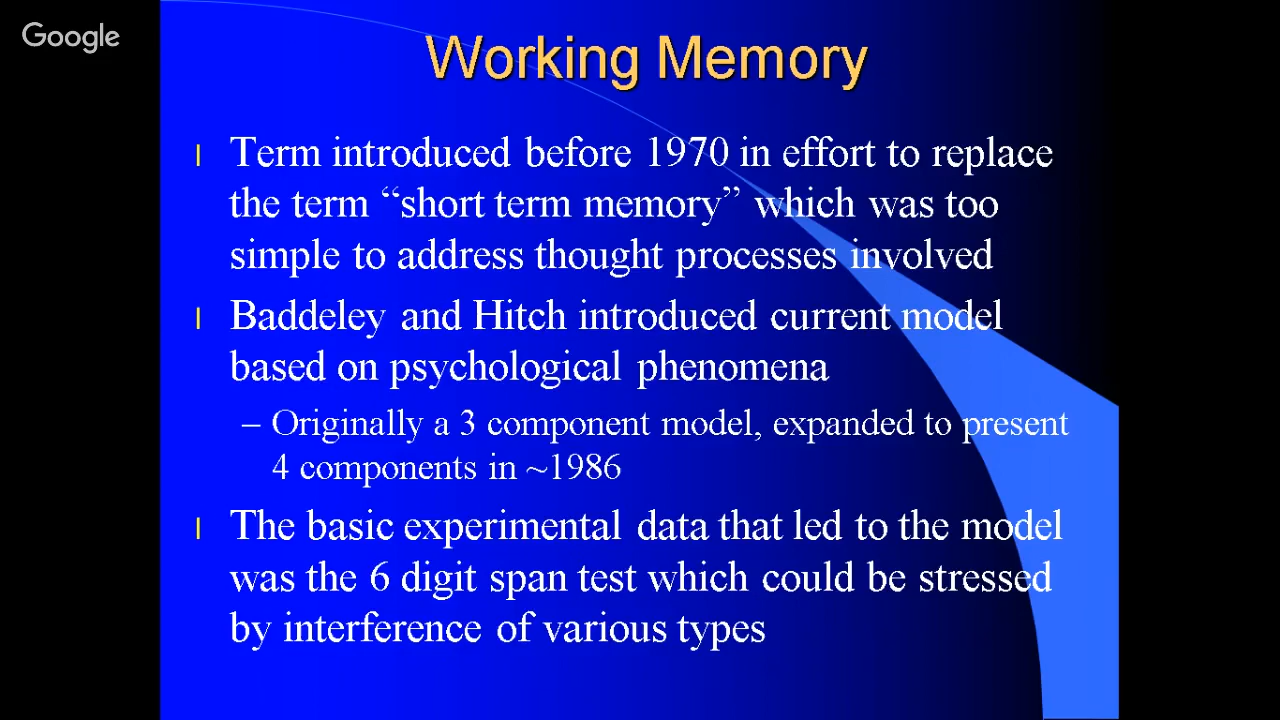 Google
Working Memory
Term introduced before 1970 in effort to replace
the term “short term memory” which was too
simple to address thought processes involved
Baddeley and Hitch introduced current model
based on psychological phenomena
– Originally a 3 component model, expanded to present
4 components in ~1986
The basic experimental data that led to the model
was the 6 digit span test which could be stressed
by interference of various types